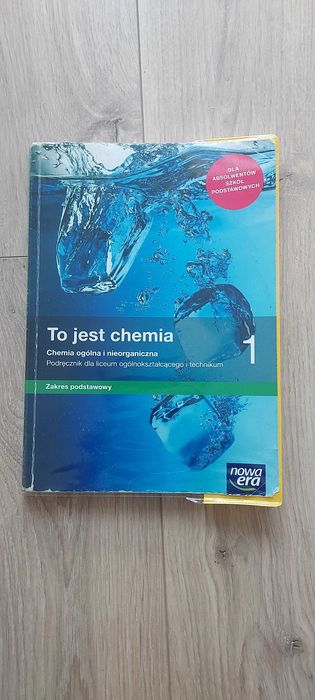 DLA
ABSOLWENTÓW
SZKÓŁ
PODSTAWOWYCH
To jest chemia
1
Chemia ogólna i nieorganiczna
Podręcznik dla liceum ogólnokształcącego i technikum
Zakres podstawowy
nowa
era